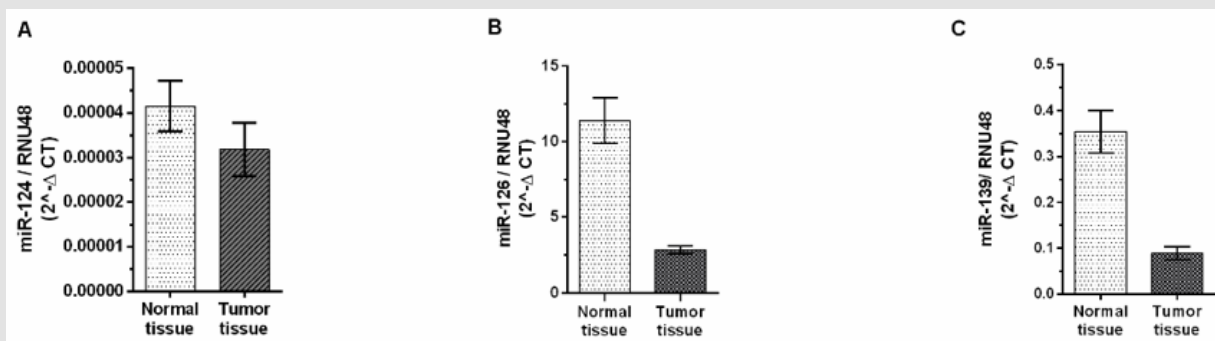 A
miR-124 / RNU48
(2^-Δ CT)
0.00005
0.00004
0.00003
0.00002
0.00001
0.00000
Normal
tissue
Tumor
tissue
B
miR-126 / RNU48
(2^-Δ CT)
15
10
5
0
Normal
tissue
Tumor
tissue
C
miR-139/ RNU48
(2^-Δ CT)
0.5
0.4
0.3
0.2
0.1
0.0
Normal
tissue
Tumor
tissue